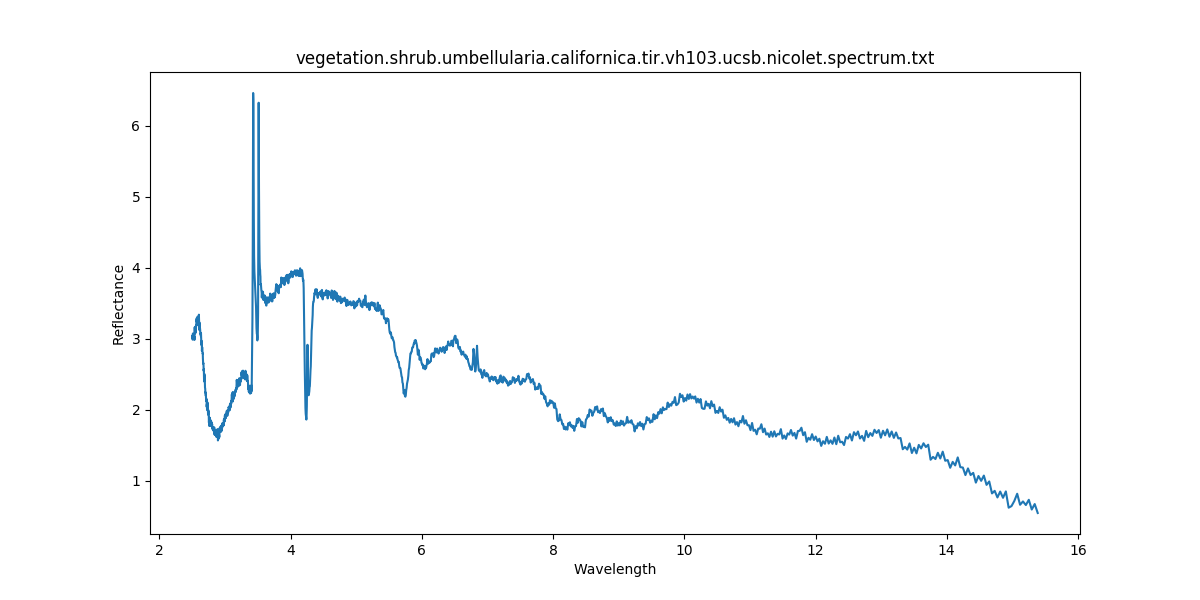 vegetation.shrub.umbellularia.californica.tir.vh103.ucsb.nicolet.spectrum.txt
6
5
4
3
2
1
Reflectance
2 4 6 8 10 12 14 16
Wavelength